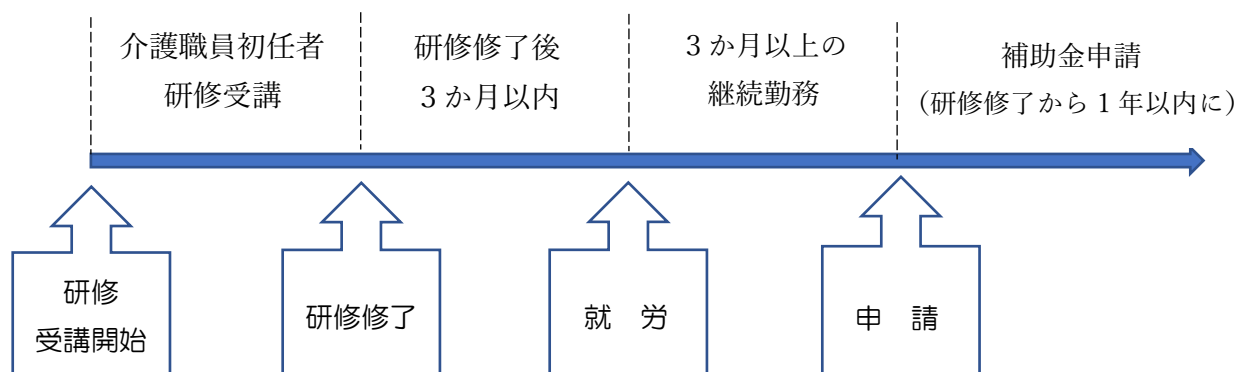 介護職員初任者
研修受講
研修修了後
３か月以内
３か月以上の
継続勤務
補助金申請
（研修修了から１年以内に）
研修
受講開始
研修修了
就　労
申　請